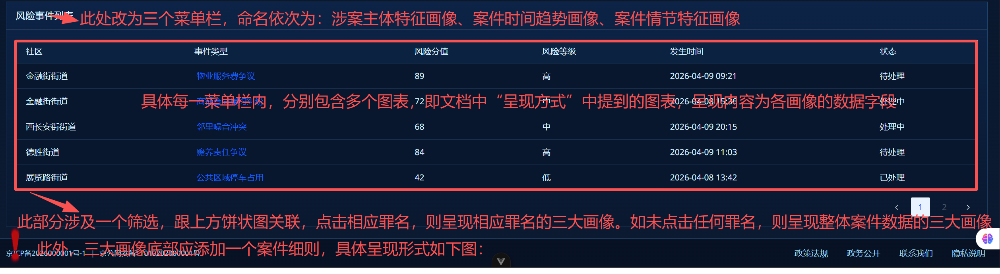 风险事件列表
此处改为三个菜单栏，命名依次为：涉案主体特征画像、案件时间趋势画像、案件情节特征画像
社区 事件类型 风险分值 风险等级 发生时间 状态
金融街街道 物业服务费争议 89 高 2026-04-09 09:21 待处理
金融街街道 72 中 2026-04-08 15:36 处理中
具体每一菜单栏内，分别包含多个图表，即文档中“呈现方式”中提到的图表，呈现内容为各画像的数据字段
西长安街街道 邻里噪音冲突 68 中 2026-04-09 20:15 处理中
德胜街道 赡养责任争议 84 高 2026-04-09 11:03 待处理
展览路街道 公共区域停车占用 42 低 2026-04-08 13:42 已处理
1 2
此部分涉及一个筛选，跟上方饼状图关联，点击相应罪名，则呈现相应罪名的三大画像。如未点击任何罪名，则呈现整体案件数据的三大画像
此外，三大画像底部应添加一个案件细则，具体呈现形式如下图：
京ICP备2026000001号-1 | 京公网安备11010202000001号
政策法规 政务公开 联系我们 隐私说明